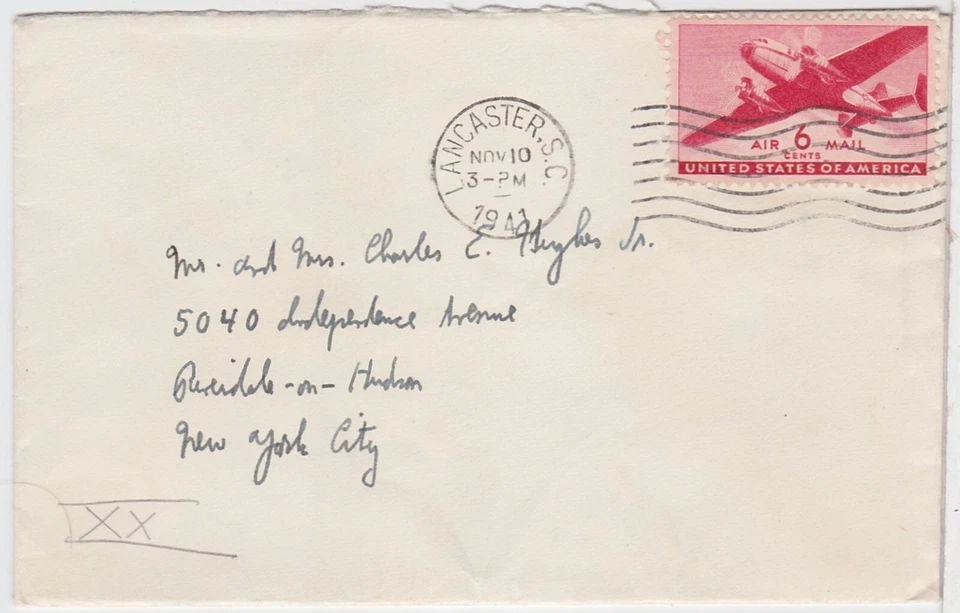 LANCASTER, S.C.
NOV 10
3-PM
1941
AIR 6 MAIL
CENTS
UNITED STATES OF AMERICA
Mr. and Mrs. Charles E. Hughes Jr.
5040 Independence Avenue
Riverdale-on-Hudson
New York City
XX